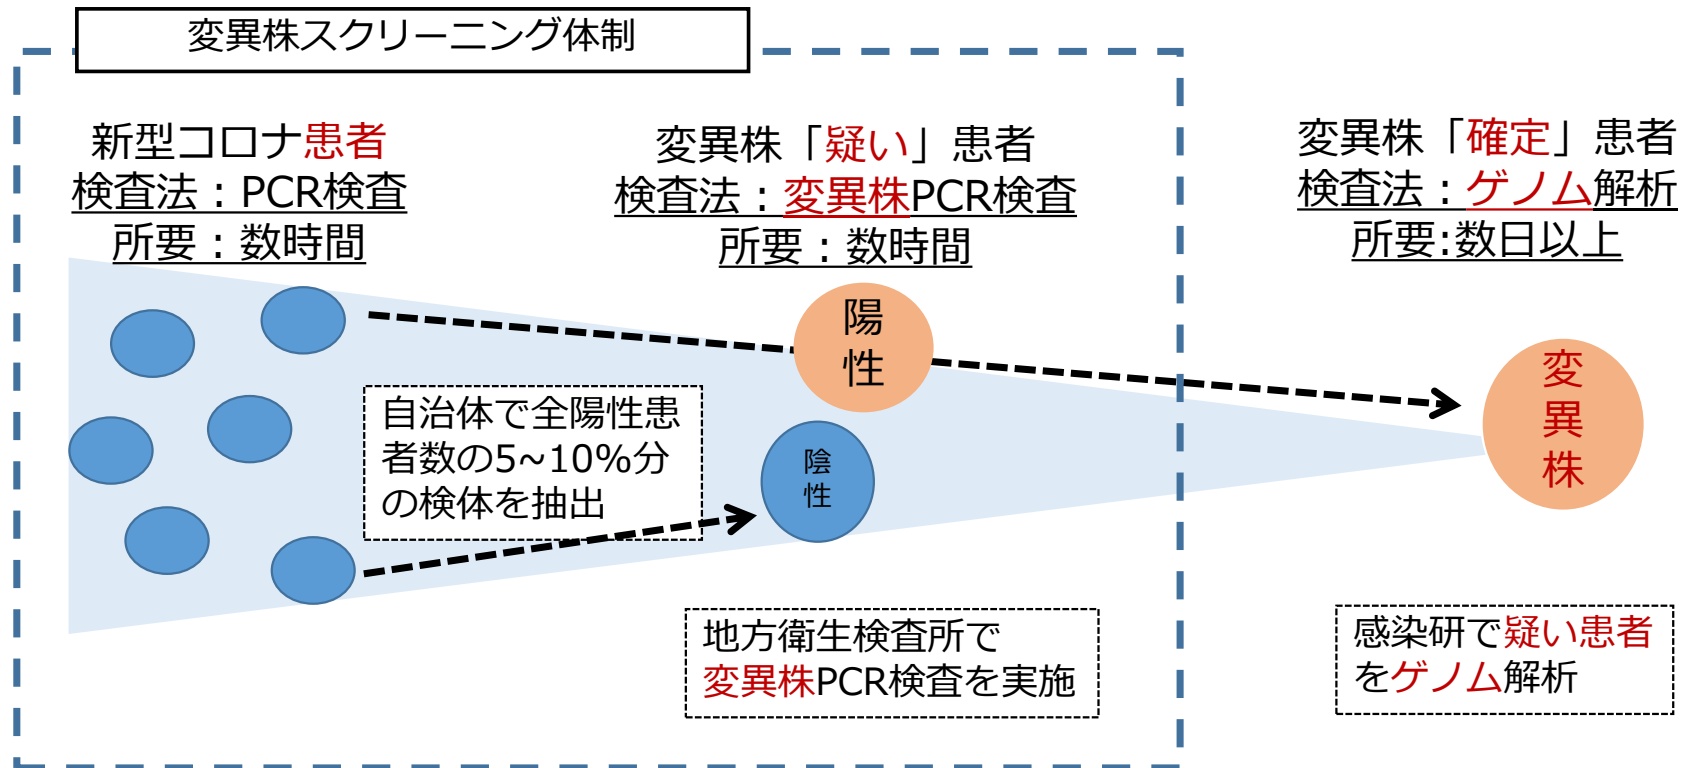 変異株スクリーニング体制
新型コロナ患者
検査法：PCR検査
所要：数時間
変異株「疑い」患者
検査法：変異株PCR検査
所要：数時間
変異株「確定」患者
検査法：ゲノム解析
所要:数日以上
陽
性
自治体で全陽性患
者数の5~10%分
の検体を抽出
陰
性
変
異
株
地方衛生検査所で
変異株PCR検査を実施
感染研で疑い患者
をゲノム解析